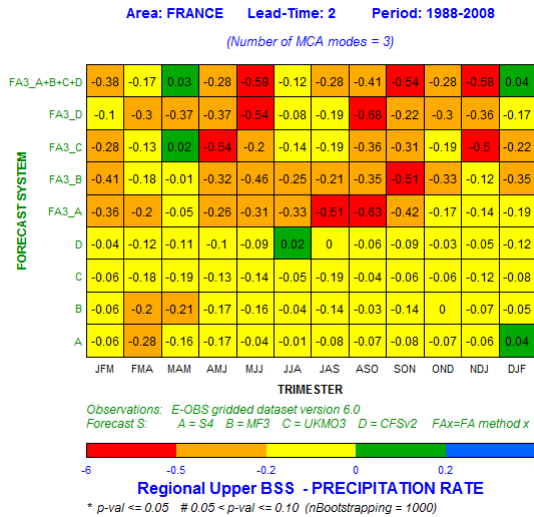 Area: FRANCE Lead-Time: 2 Period: 1988-2008
(Number of MCA modes = 3)
FORECAST SYSTEM
FA3_A+B+C+D -0.38 -0.17 0.03 -0.28 -0.59 -0.12 -0.28 -0.41 -0.54 -0.28 -0.58 0.04
FA3_D -0.1 -0.3 -0.37 -0.37 -0.54 -0.08 -0.19 -0.68 -0.22 -0.3 -0.36 -0.17
FA3_C -0.28 -0.13 0.02 -0.54 -0.2 -0.14 -0.19 -0.36 -0.31 -0.19 -0.5 -0.22
FA3_B -0.41 -0.18 -0.01 -0.32 -0.46 -0.25 -0.21 -0.35 -0.51 -0.33 -0.12 -0.35
FA3_A -0.36 -0.2 -0.05 -0.26 -0.31 -0.33 -0.51 -0.63 -0.42 -0.17 -0.14 -0.19
D -0.04 -0.12 -0.11 -0.1 -0.09 0.02 0 -0.06 -0.09 -0.03 -0.05 -0.12
C -0.06 -0.18 -0.19 -0.13 -0.14 -0.05 -0.19 -0.04 -0.06 -0.06 -0.12 -0.08
B -0.06 -0.2 -0.21 -0.17 -0.16 -0.04 -0.14 -0.03 -0.14 0 -0.07 -0.05
A -0.06 -0.28 -0.16 -0.17 -0.04 -0.01 -0.08 -0.07 -0.08 -0.07 -0.06 0.04
JFM FMA MAM AMJ MJJ JJA JAS ASO SON OND NDJ DJF
TRIMESTER
Observations: E-OBS gridded dataset version 6.0
Forecast S: A = S4 B = MF3 C = UKMO3 D = CFSv2 FAx=FA method x
-6 -0.5 -0.2 0 0.2
Regional Upper BSS - PRECIPITATION RATE
* p-val <= 0.05 # 0.05 < p-val <= 0.10 (nBootstrapping = 1000)